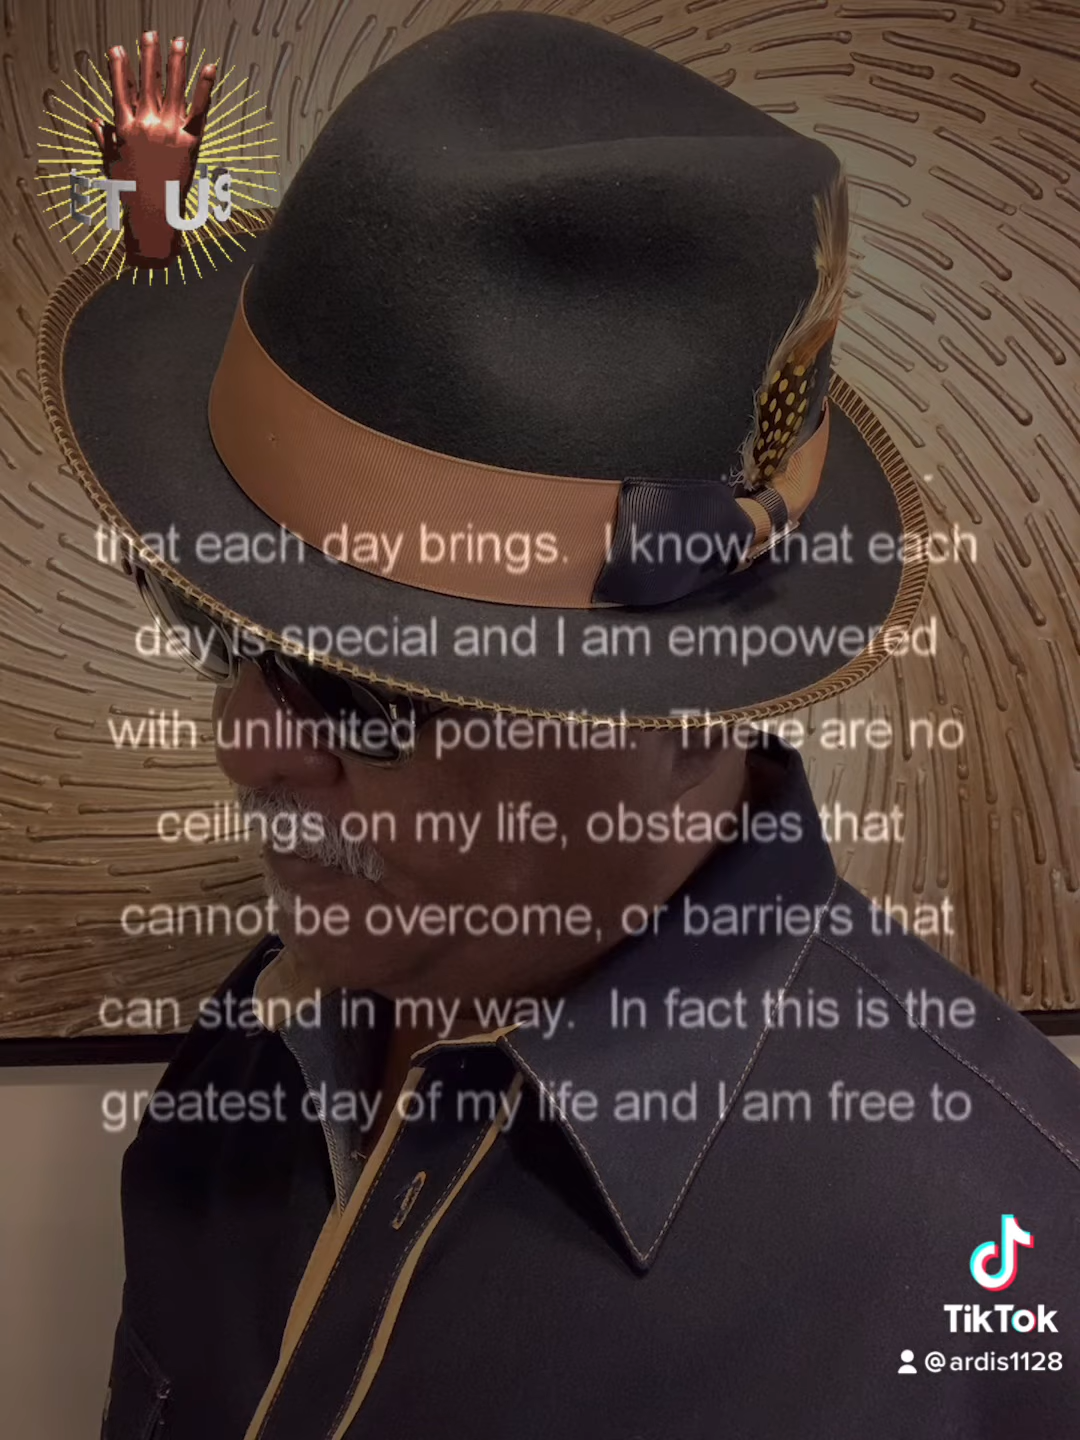 that each day brings.  I know that each
day is special and I am empowered
with unlimited potential.  There are no
ceilings on my life, obstacles that
cannot be overcome, or barriers that
can stand in my way.  In fact this is the
greatest day of my life and I am free to
TikTok
@ardis1128